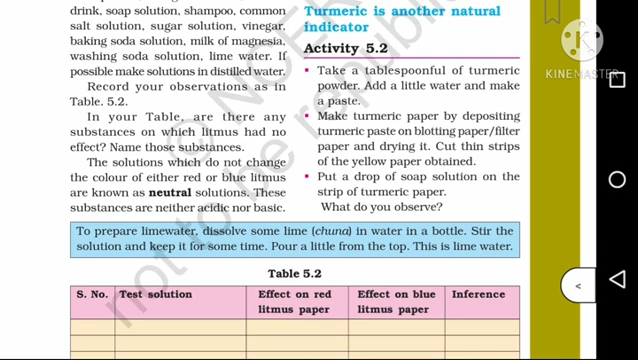 drink, soap solution, shampoo, common
salt solution, sugar solution, vinegar,
baking soda solution, milk of magnesia,
washing soda solution, lime water. If
possible make solutions in distilled water.
Record your observations as in
Table. 5.2.
In your Table, are there any
substances on which litmus had no
effect? Name those substances.
The solutions which do not change
the colour of either red or blue litmus
are known as neutral solutions. These
substances are neither acidic nor basic.
Turmeric is another natural
indicator
Activity 5.2
▪ Take a tablespoonful of turmeric
powder. Add a little water and make
a paste.
▪ Make turmeric paper by depositing
turmeric paste on blotting paper/filter
paper and drying it. Cut thin strips
of the yellow paper obtained.
▪ Put a drop of soap solution on the
strip of turmeric paper.
What do you observe?
To prepare limewater, dissolve some lime (chuna) in water in a bottle. Stir the
solution and keep it for some time. Pour a little from the top. This is lime water.
Table 5.2
S. No. Test solution Effect on red Effect on blue Inference
litmus paper litmus paper
© NCERT
not to be republished
KINEMASTER